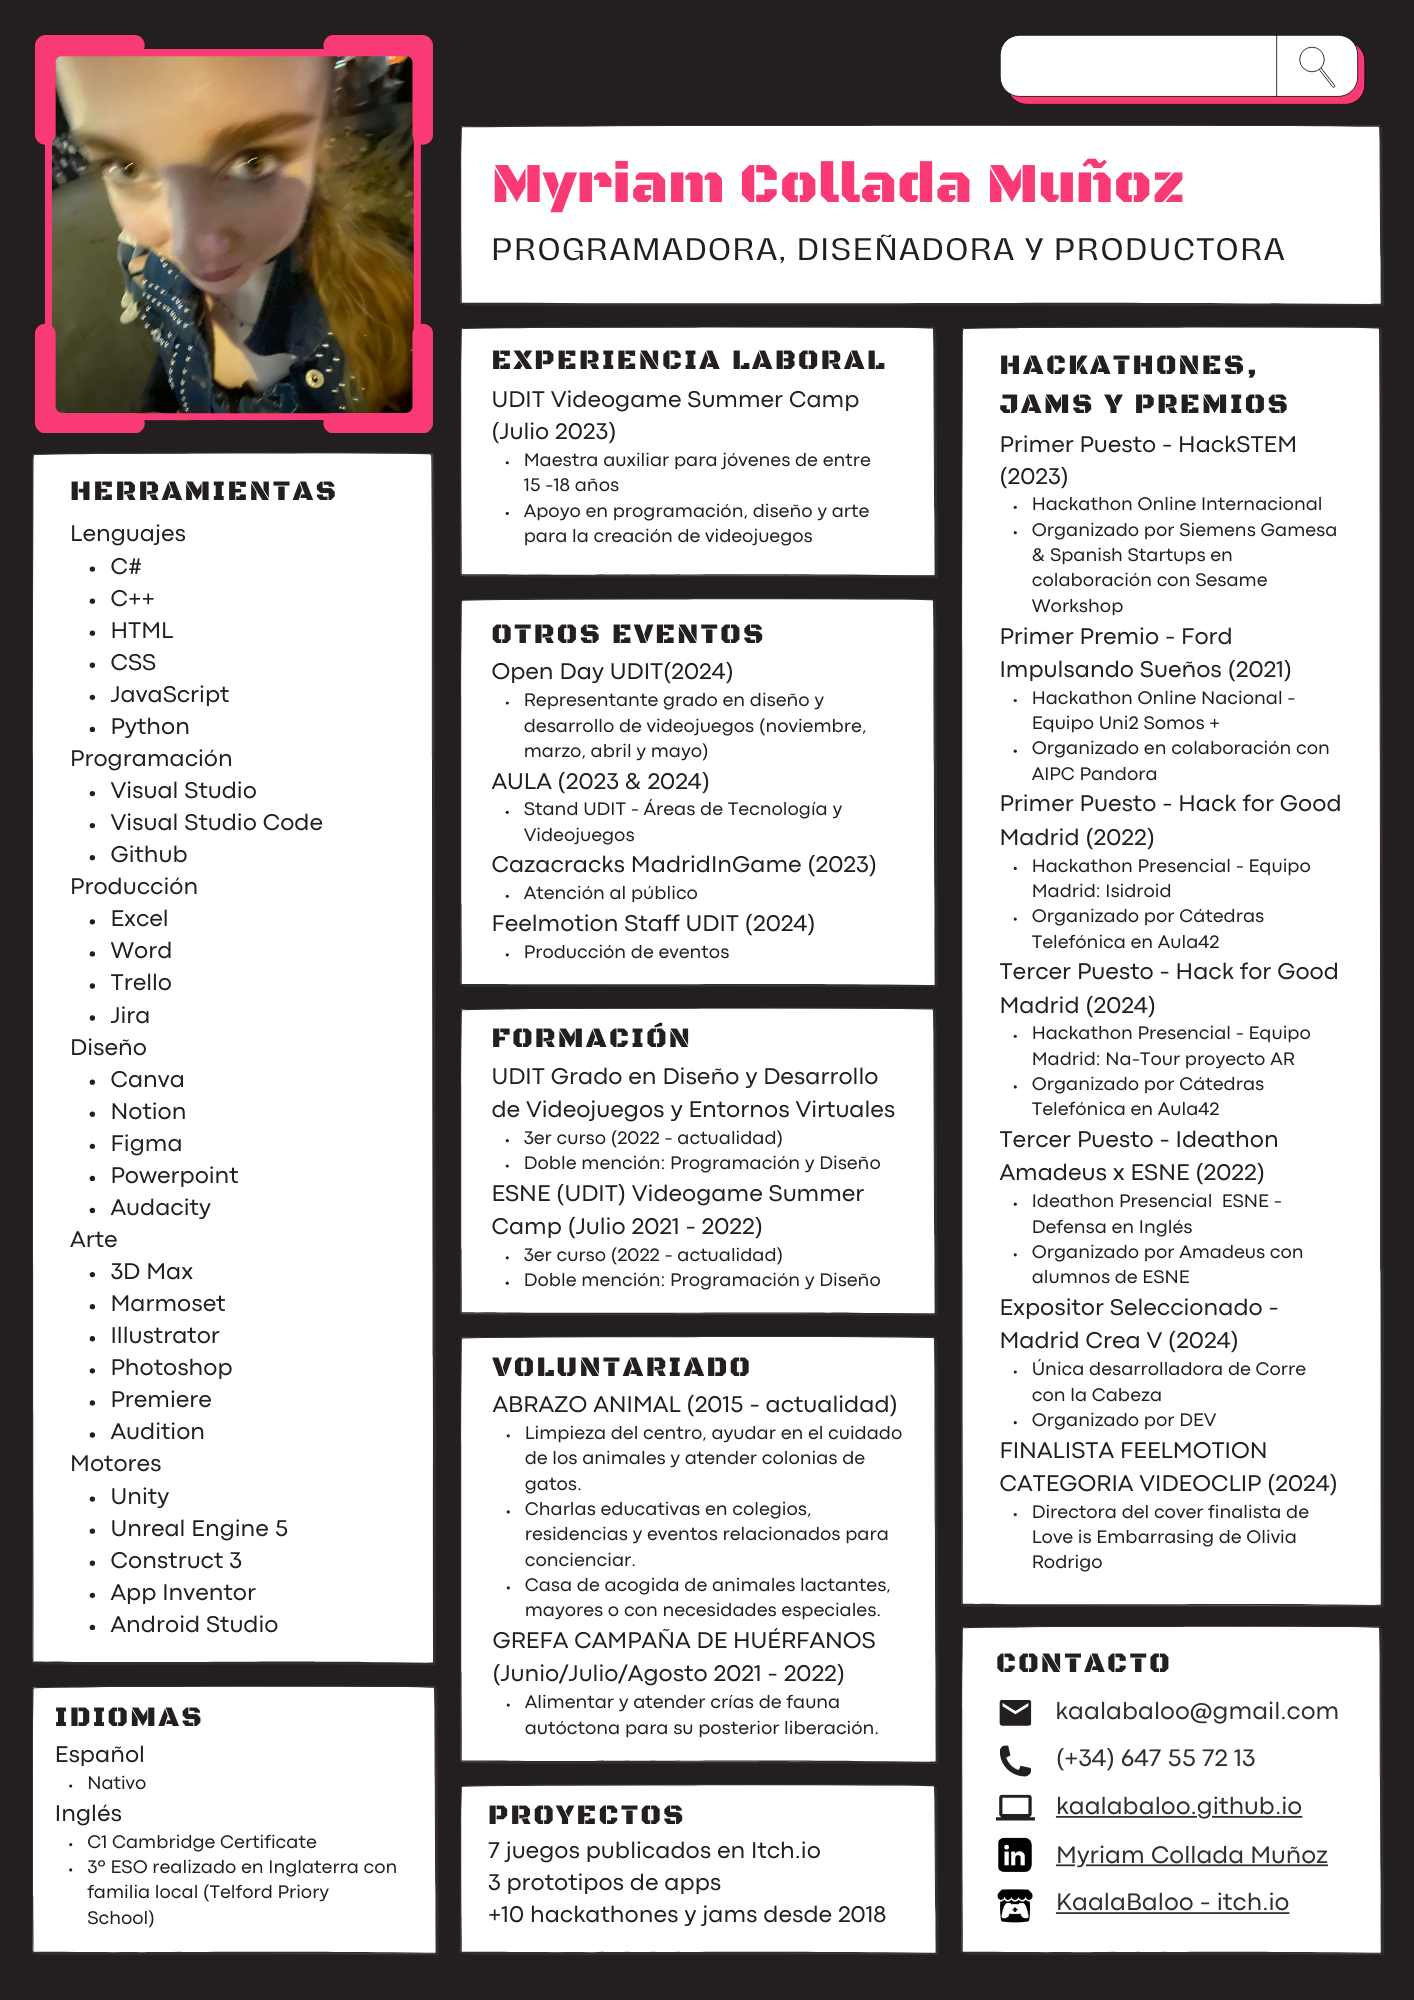 Myriam Collada Muñoz
PROGRAMADORA, DISEÑADORA Y PRODUCTORA
HERRAMIENTAS
Lenguajes
• C#
• C++
• HTML
• CSS
• JavaScript
• Python
Programación
• Visual Studio
• Visual Studio Code
• Github
Producción
• Excel
• Word
• Trello
• Jira
Diseño
• Canva
• Notion
• Figma
• Powerpoint
• Audacity
Arte
• 3D Max
• Marmoset
• Illustrator
• Photoshop
• Premiere
• Audition
Motores
• Unity
• Unreal Engine 5
• Construct 3
• App Inventor
• Android Studio
IDIOMAS
Español
• Nativo
Inglés
• C1 Cambridge Certificate
• 3º ESO realizado en Inglaterra con
familia local (Telford Priory
School)
EXPERIENCIA LABORAL
UDIT Videogame Summer Camp
(Julio 2023)
• Maestra auxiliar para jóvenes de entre
15 -18 años
• Apoyo en programación, diseño y arte
para la creación de videojuegos
OTROS EVENTOS
Open Day UDIT(2024)
• Representante grado en diseño y
desarrollo de videojuegos (noviembre,
marzo, abril y mayo)
AULA (2023 & 2024)
• Stand UDIT - Áreas de Tecnología y
Videojuegos
Cazacracks MadridInGame (2023)
• Atención al público
Feelmotion Staff UDIT (2024)
• Producción de eventos
FORMACIÓN
UDIT Grado en Diseño y Desarrollo
de Videojuegos y Entornos Virtuales
• 3er curso (2022 - actualidad)
• Doble mención: Programación y Diseño
ESNE (UDIT) Videogame Summer
Camp (Julio 2021 - 2022)
• 3er curso (2022 - actualidad)
• Doble mención: Programación y Diseño
VOLUNTARIADO
ABRAZO ANIMAL (2015 - actualidad)
• Limpieza del centro, ayudar en el cuidado
de los animales y atender colonias de
gatos.
• Charlas educativas en colegios,
residencias y eventos relacionados para
concienciar.
• Casa de acogida de animales lactantes,
mayores o con necesidades especiales.
GREFA CAMPAÑA DE HUÉRFANOS
(Junio/Julio/Agosto 2021 - 2022)
• Alimentar y atender crías de fauna
autóctona para su posterior liberación.
PROYECTOS
7 juegos publicados en Itch.io
3 prototipos de apps
+10 hackathones y jams desde 2018
HACKATHONES,
JAMS Y PREMIOS
Primer Puesto - HackSTEM
(2023)
• Hackathon Online Internacional
• Organizado por Siemens Gamesa
& Spanish Startups en
colaboración con Sesame
Workshop
Primer Premio - Ford
Impulsando Sueños (2021)
• Hackathon Online Nacional -
Equipo Uni2 Somos +
• Organizado en colaboración con
AIPC Pandora
Primer Puesto - Hack for Good
Madrid (2022)
• Hackathon Presencial - Equipo
Madrid: Isidroid
• Organizado por Cátedras
Telefónica en Aula42
Tercer Puesto - Hack for Good
Madrid (2024)
• Hackathon Presencial - Equipo
Madrid: Na-Tour proyecto AR
• Organizado por Cátedras
Telefónica en Aula42
Tercer Puesto - Ideathon
Amadeus x ESNE (2022)
• Ideathon Presencial ESNE -
Defensa en Inglés
• Organizado por Amadeus con
alumnos de ESNE
Expositor Seleccionado -
Madrid Crea V (2024)
• Única desarrolladora de Corre
con la Cabeza
• Organizado por DEV
FINALISTA FEELMOTION
CATEGORIA VIDEOCLIP (2024)
• Directora del cover finalista de
Love is Embarrasing de Olivia
Rodrigo
CONTACTO
kaalabaloo@gmail.com
(+34) 647 55 72 13
kaalabaloo.github.io
in
Myriam Collada Muñoz
KaalaBaloo - itch.io